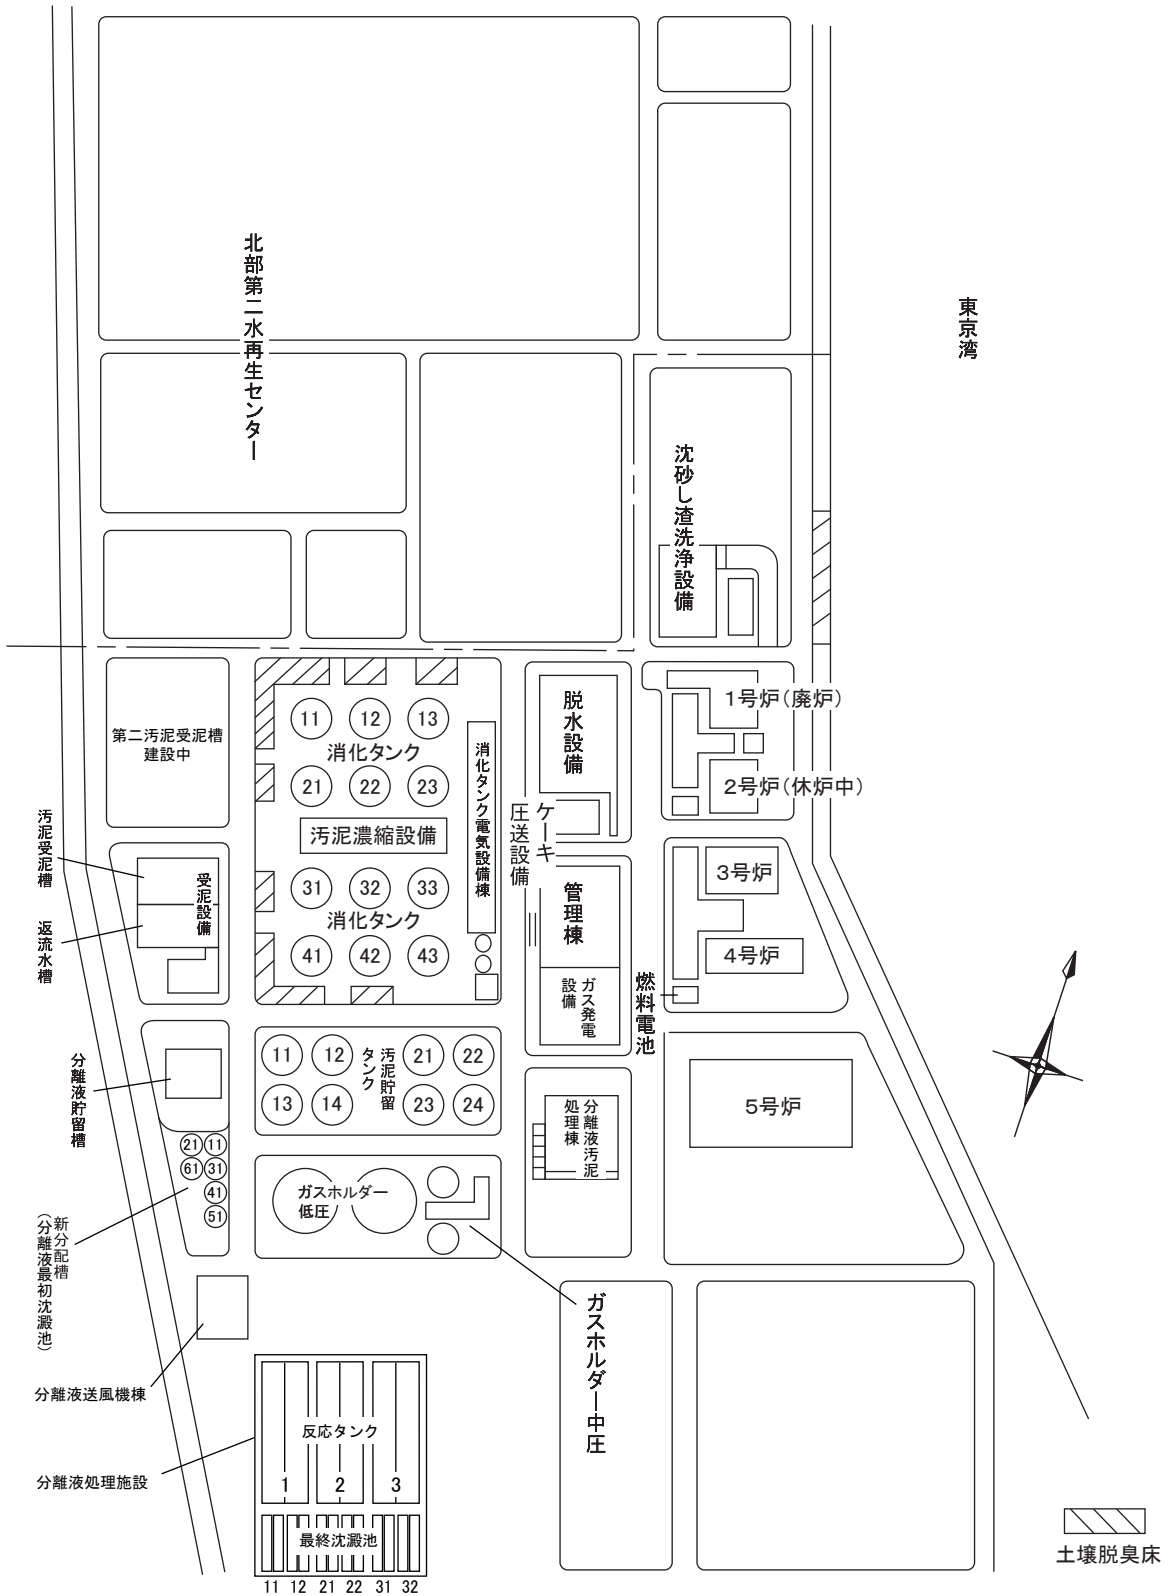 北部第二水再生センター
東京湾
沈砂し渣洗浄設備
第二汚泥受泥槽
建設中
11
12
13
消化タンク
21
22
23
汚泥濃縮設備
31
32
33
消化タンク
41
42
43
消化タンク電気設備棟
脱水設備
ケーキ
圧送設備
管理棟
ガス発電
設備
1号炉(廃炉)
2号炉(休炉中)
3号炉
4号炉
燃料電池
5号炉
汚泥受泥槽
返流水槽
受泥設備
分離液貯留槽
11
12
13
14
汚泥貯留
タンク
21
22
23
24
分離液汚泥
処理棟
21
11
61
31
41
51
新分配槽
(分離液最初沈澱池)
ガスホルダー
低圧
ガスホルダー中圧
分離液送風機棟
分離液処理施設
反応タンク
1
2
3
最終沈澱池
11
12
21
22
31
32
土壌脱臭床